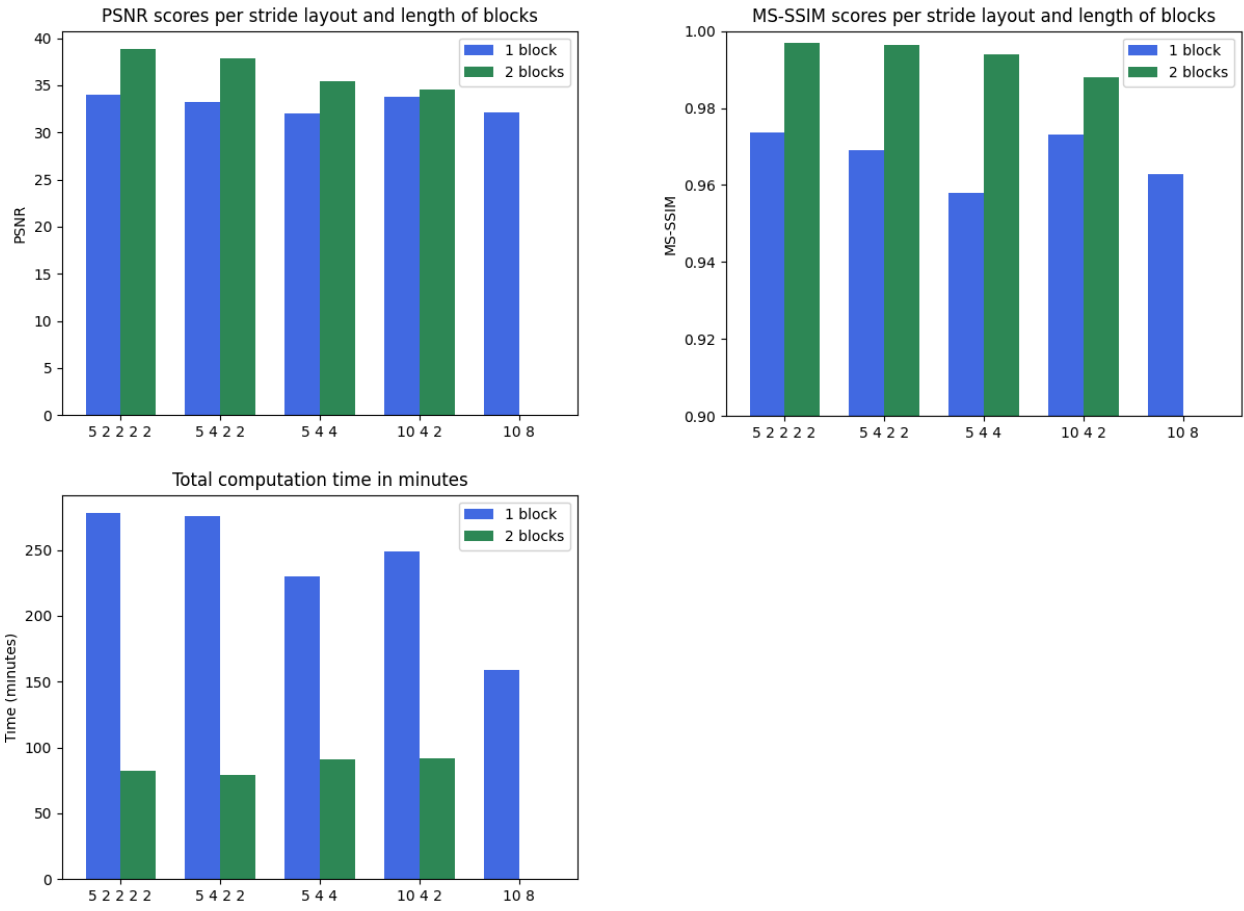 PSNR scores per stride layout and length of blocks
40
35
30
25
20
15
10
5
0
PSNR
1 block
2 blocks
5 2 2 2 2
5 4 2 2
5 4 4
10 4 2
10 8
MS-SSIM scores per stride layout and length of blocks
1.00
0.98
0.96
0.94
0.92
0.90
MS-SSIM
1 block
2 blocks
5 2 2 2 2
5 4 2 2
5 4 4
10 4 2
10 8
Total computation time in minutes
250
200
150
100
50
0
Time (minutes)
1 block
2 blocks
5 2 2 2 2
5 4 2 2
5 4 4
10 4 2
10 8